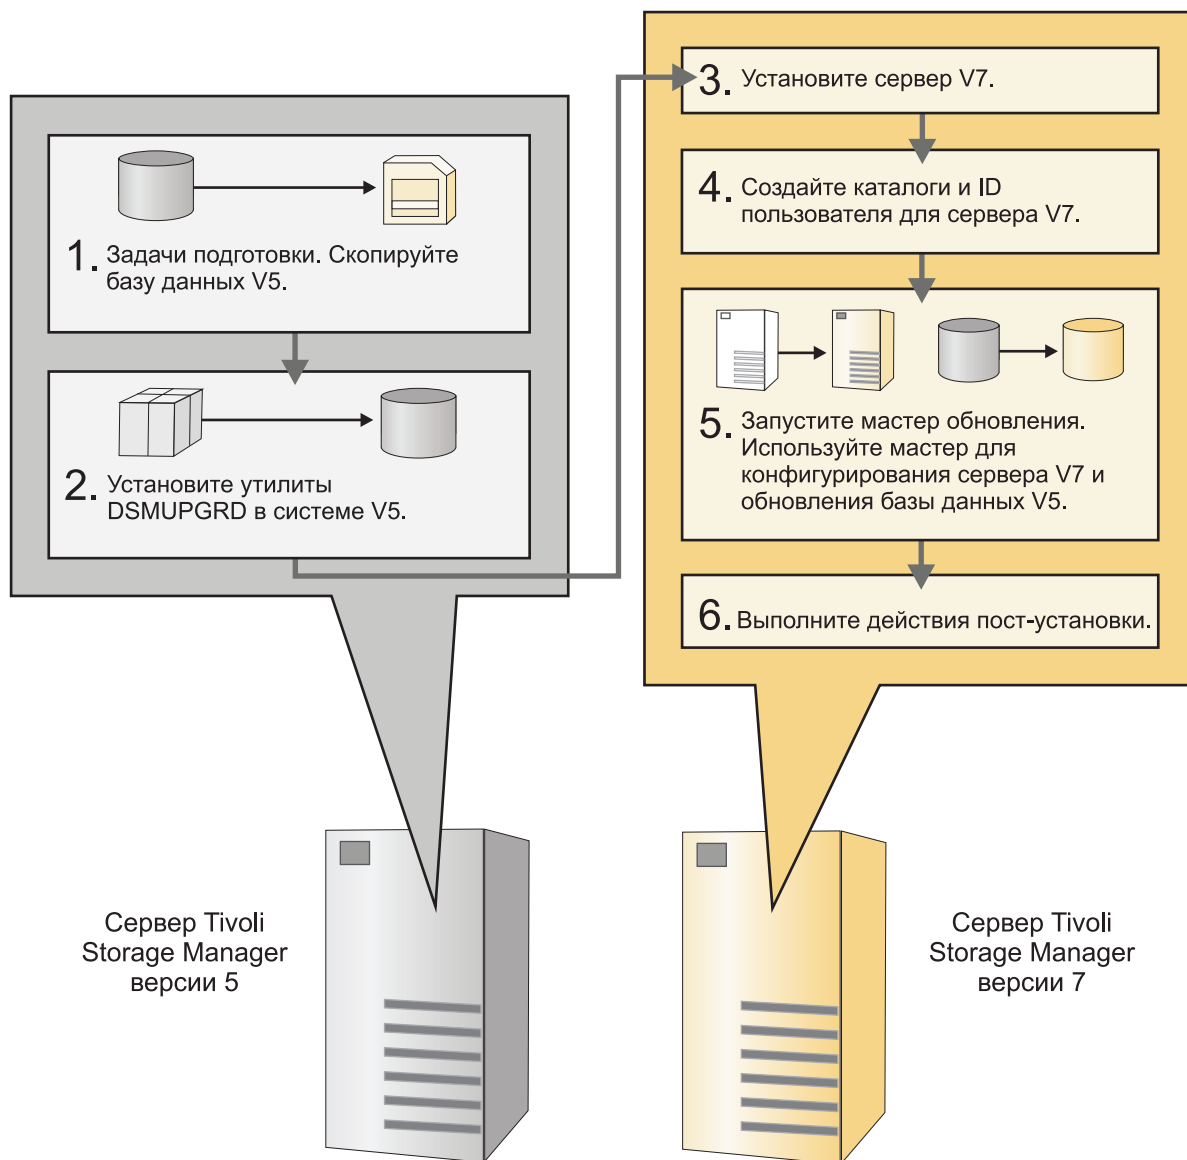 1. Задачи подготовки. Скопируйте
базу данных V5.
2. Установите утилиты
DSMUPGRD в системе V5.
3. Установите сервер V7.
4. Создайте каталоги и ID
пользователя для сервера V7.
5. Запустите мастер обновления.
Используйте мастер для
конфигурирования сервера V7 и
обновления базы данных V5.
6. Выполните действия пост-установки.
Сервер Tivoli
Storage Manager
версии 5
Сервер Tivoli
Storage Manager
версии 7